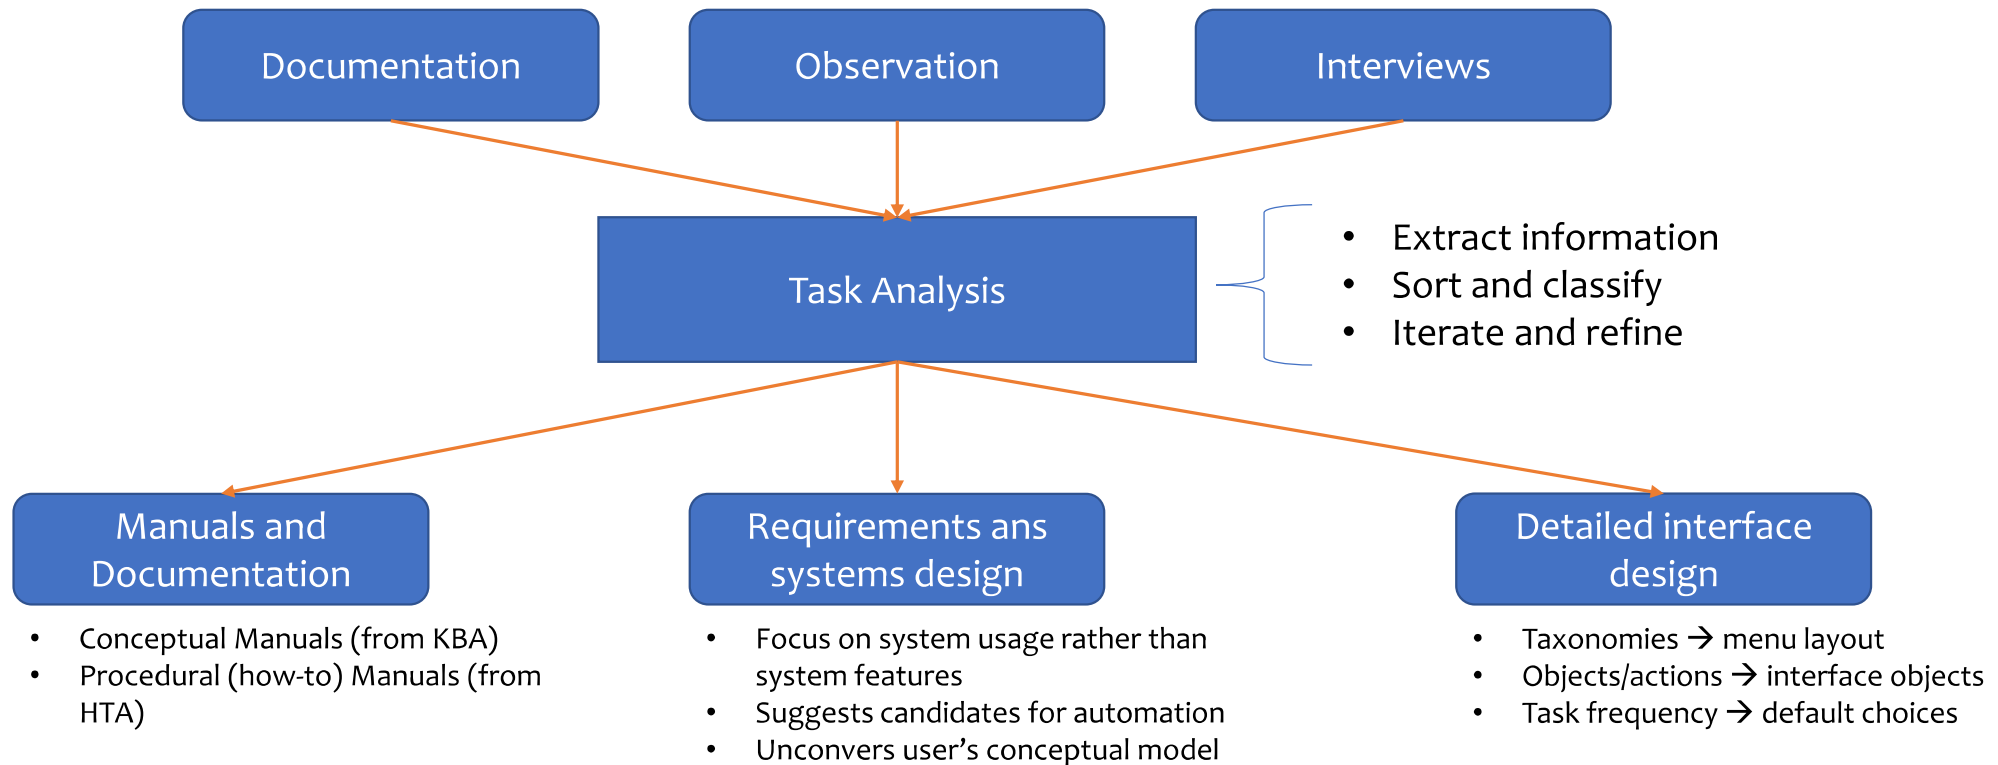 Documentation
Observation
Interviews
Task Analysis
• Extract information
• Sort and classify
• Iterate and refine
Manuals and
Documentation
• Conceptual Manuals (from KBA)
• Procedural (how-to) Manuals (from
HTA)
Requirements ans
systems design
• Focus on system usage rather than
system features
• Suggests candidates for automation
• Unconvers user's conceptual model
Detailed interface
design
• Taxonomies → menu layout
• Objects/actions → interface objects
• Task frequency → default choices